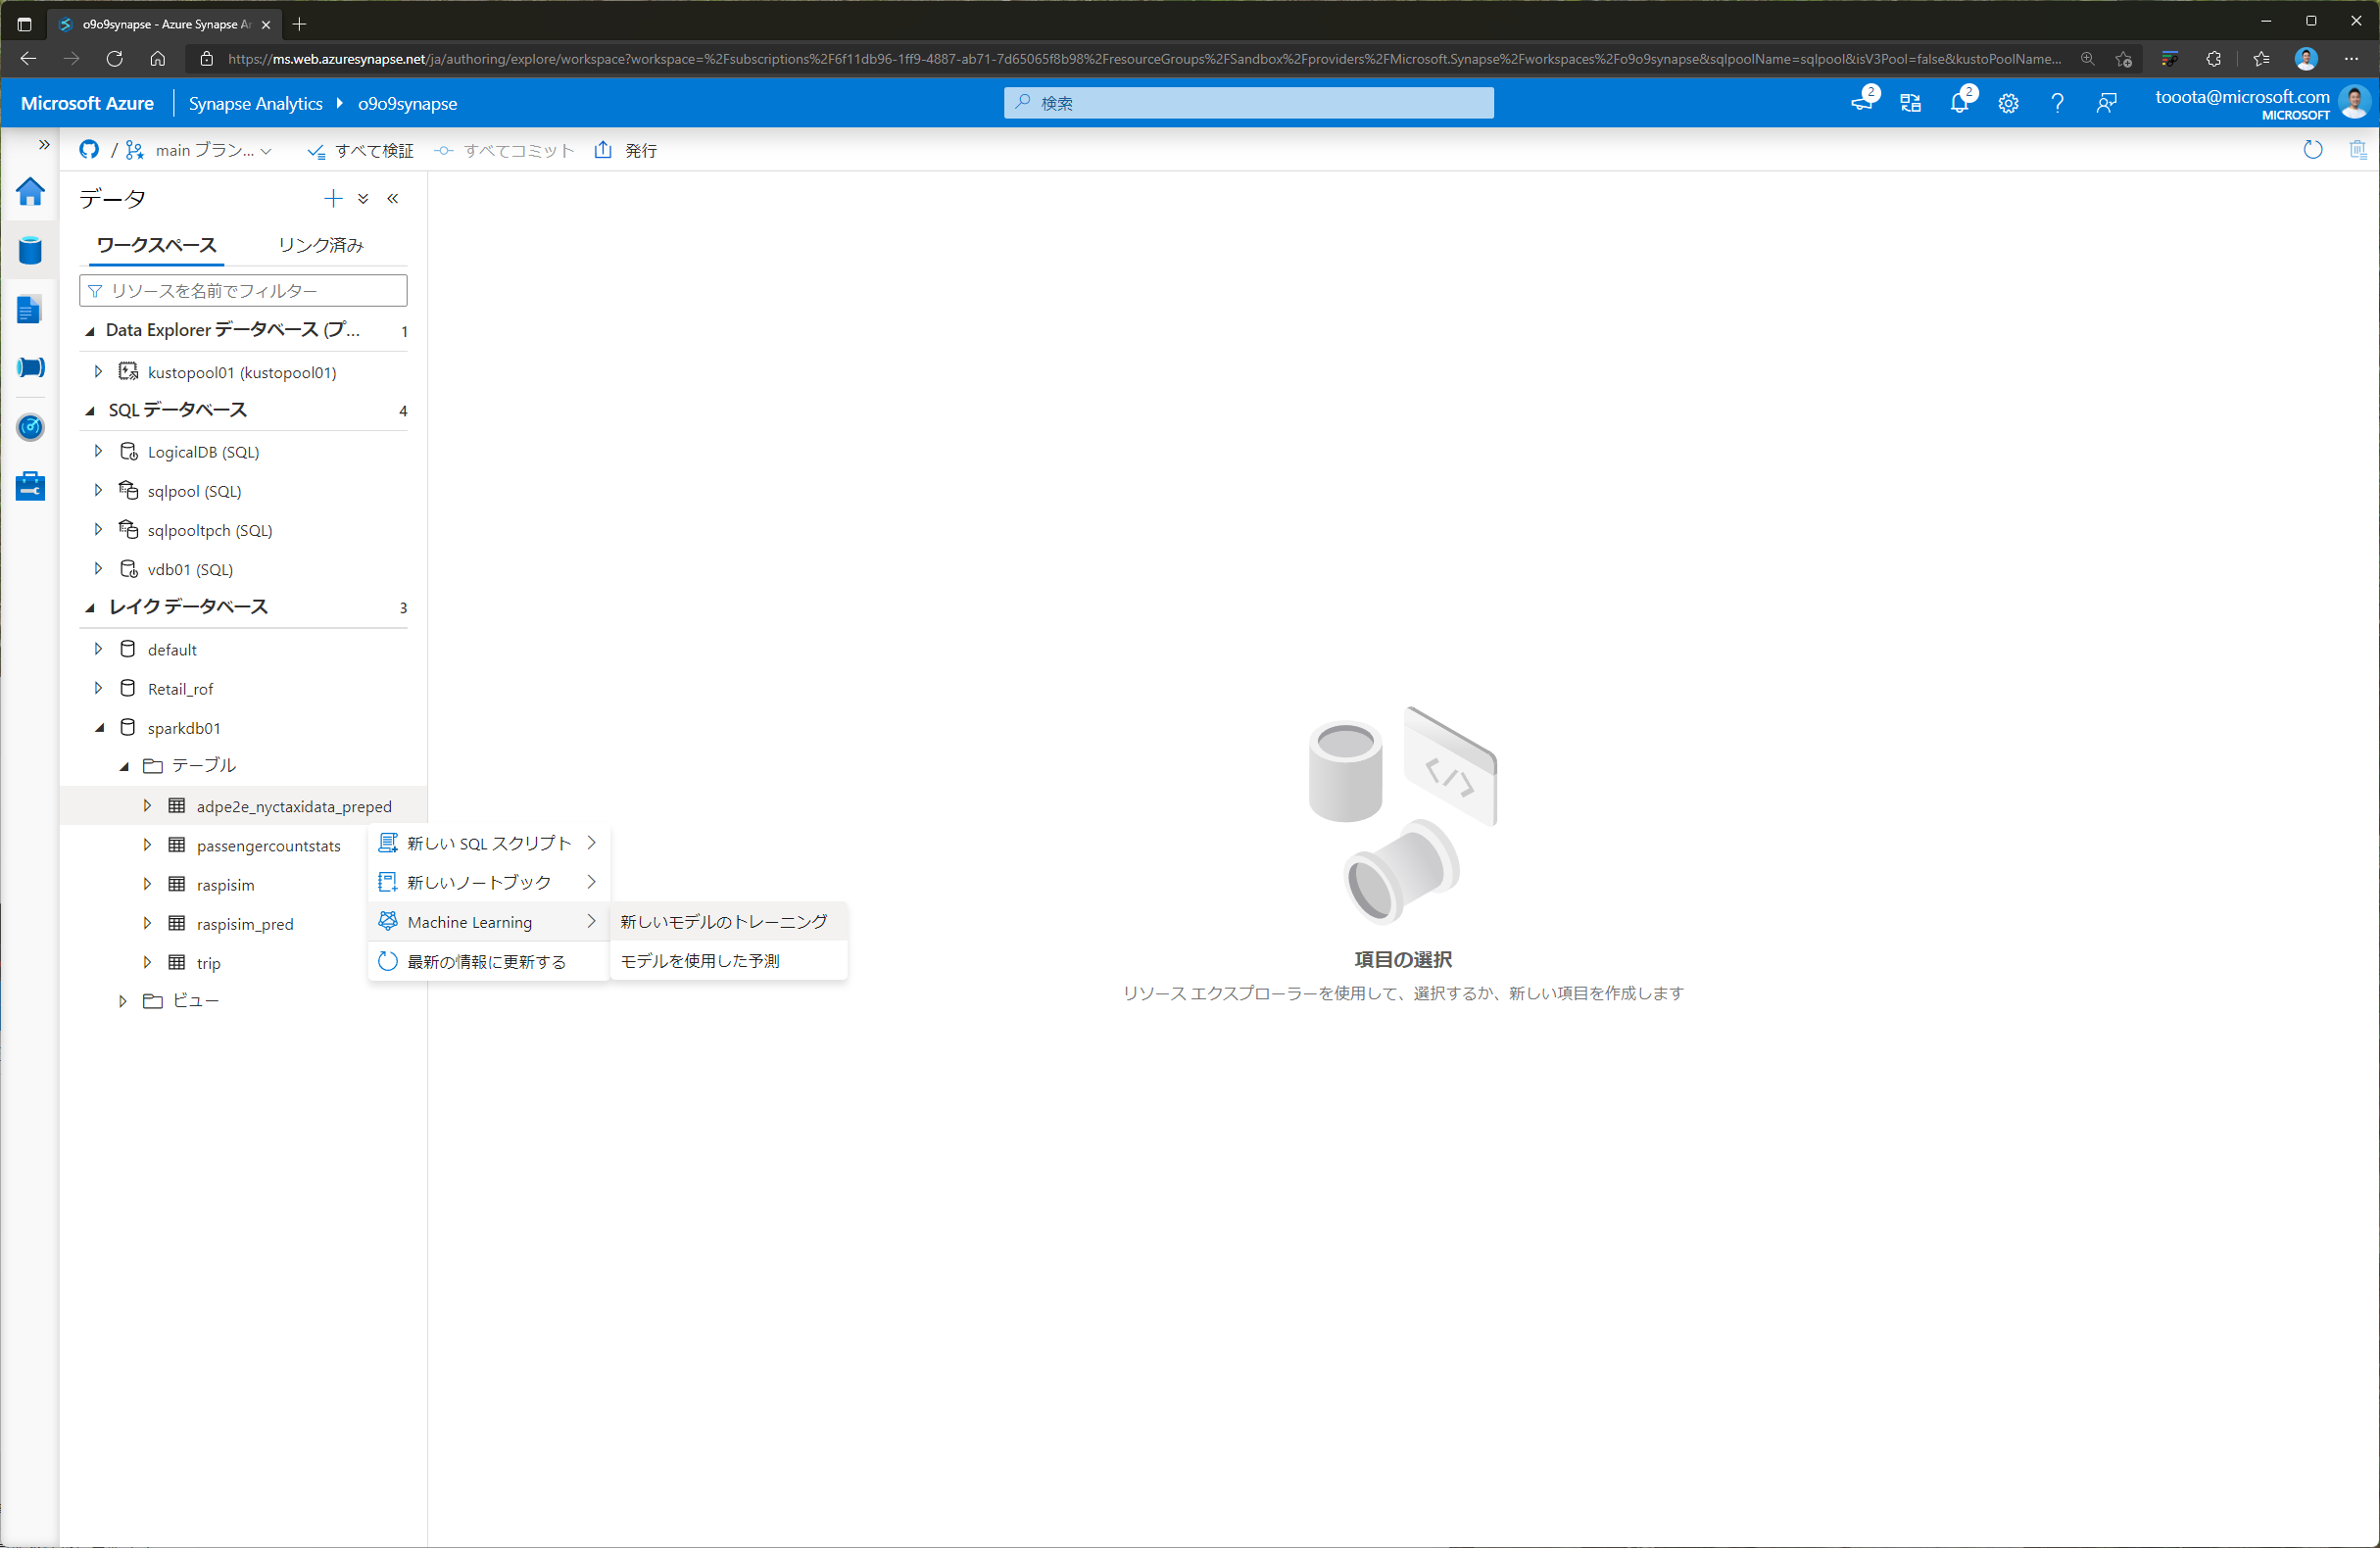 o9o9synapse - Azure Synapse An
https://ms.web.azuresynapse.net/ja/authoring/explore/workspace?workspace=%2Fsubscriptions%2F6f11db96-1ff9-4887-ab71-7d65065f8b98%2FresourceGroups%2FSandbox%2Fproviders%2FMicrosoft.Synapse%2Fworkspaces%2Fo9o9synapse&sqlpoolName=sqlpool&isV3Pool=false&kustoPoolName...
Microsoft Azure Synapse Analytics o9o9synapse
検索
2
2
tooota@microsoft.com
MICROSOFT
/ main ブラン... すべて検証 すべてコミット 発行
データ
ワークスペース リンク済み
リソースを名前でフィルター
Data Explorer データベース (プ... 1
kustopool01 (kustopool01)
SQL データベース 4
LogicalDB (SQL)
sqlpool (SQL)
sqlpooltpch (SQL)
vdb01 (SQL)
レイク データベース 3
default
Retail_rof
sparkdb01
テーブル
adpe2e_nyctaxidata_preped
passengercountstats
raspisim
raspisim_pred
trip
ビュー
新しい SQL スクリプト
新しいノートブック
Machine Learning
最新の情報に更新する
新しいモデルのトレーニング
モデルを使用した予測
項目の選択
リソース エクスプローラーを使用して、選択するか、新しい項目を作成します